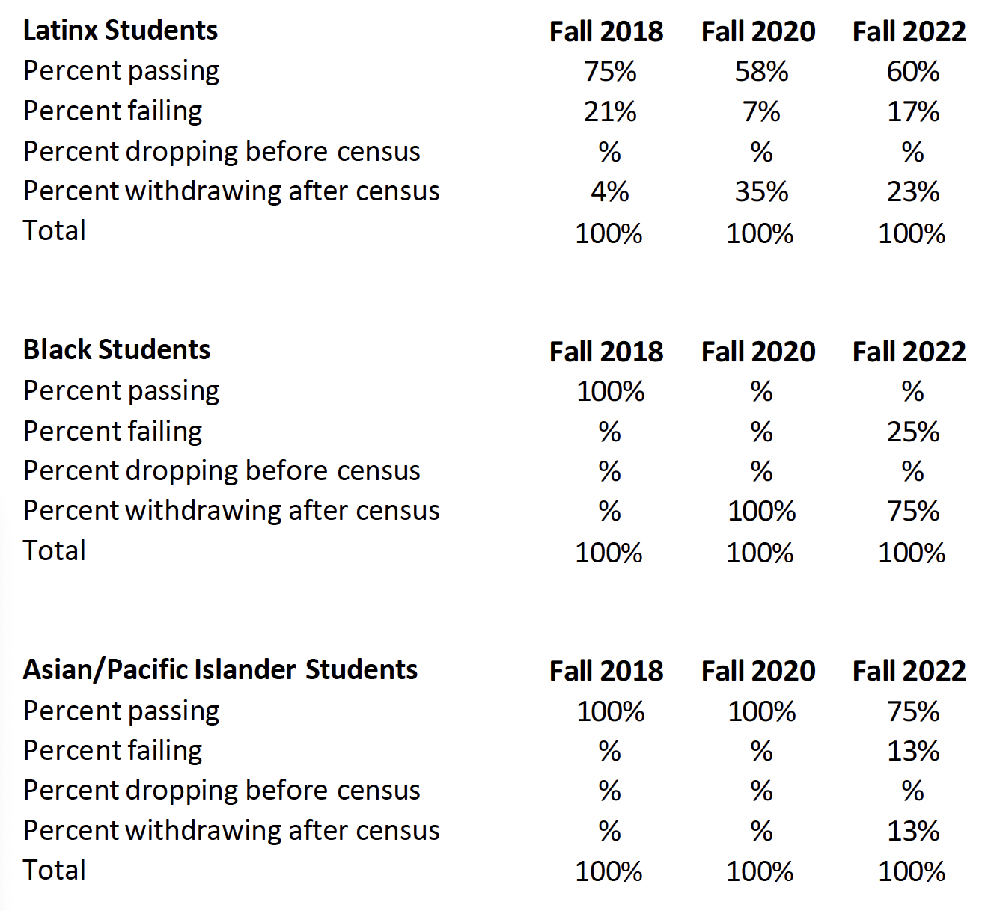 Latinx Students Fall 2018 Fall 2020 Fall 2022
Percent passing 75% 58% 60%
Percent failing 21% 7% 17%
Percent dropping before census % % %
Percent withdrawing after census 4% 35% 23%
Total 100% 100% 100%
Black Students Fall 2018 Fall 2020 Fall 2022
Percent passing 100% % %
Percent failing % % 25%
Percent dropping before census % % %
Percent withdrawing after census % 100% 75%
Total 100% 100% 100%
Asian/Pacific Islander Students Fall 2018 Fall 2020 Fall 2022
Percent passing 100% 100% 75%
Percent failing % % 13%
Percent dropping before census % % %
Percent withdrawing after census % % 13%
Total 100% 100% 100%